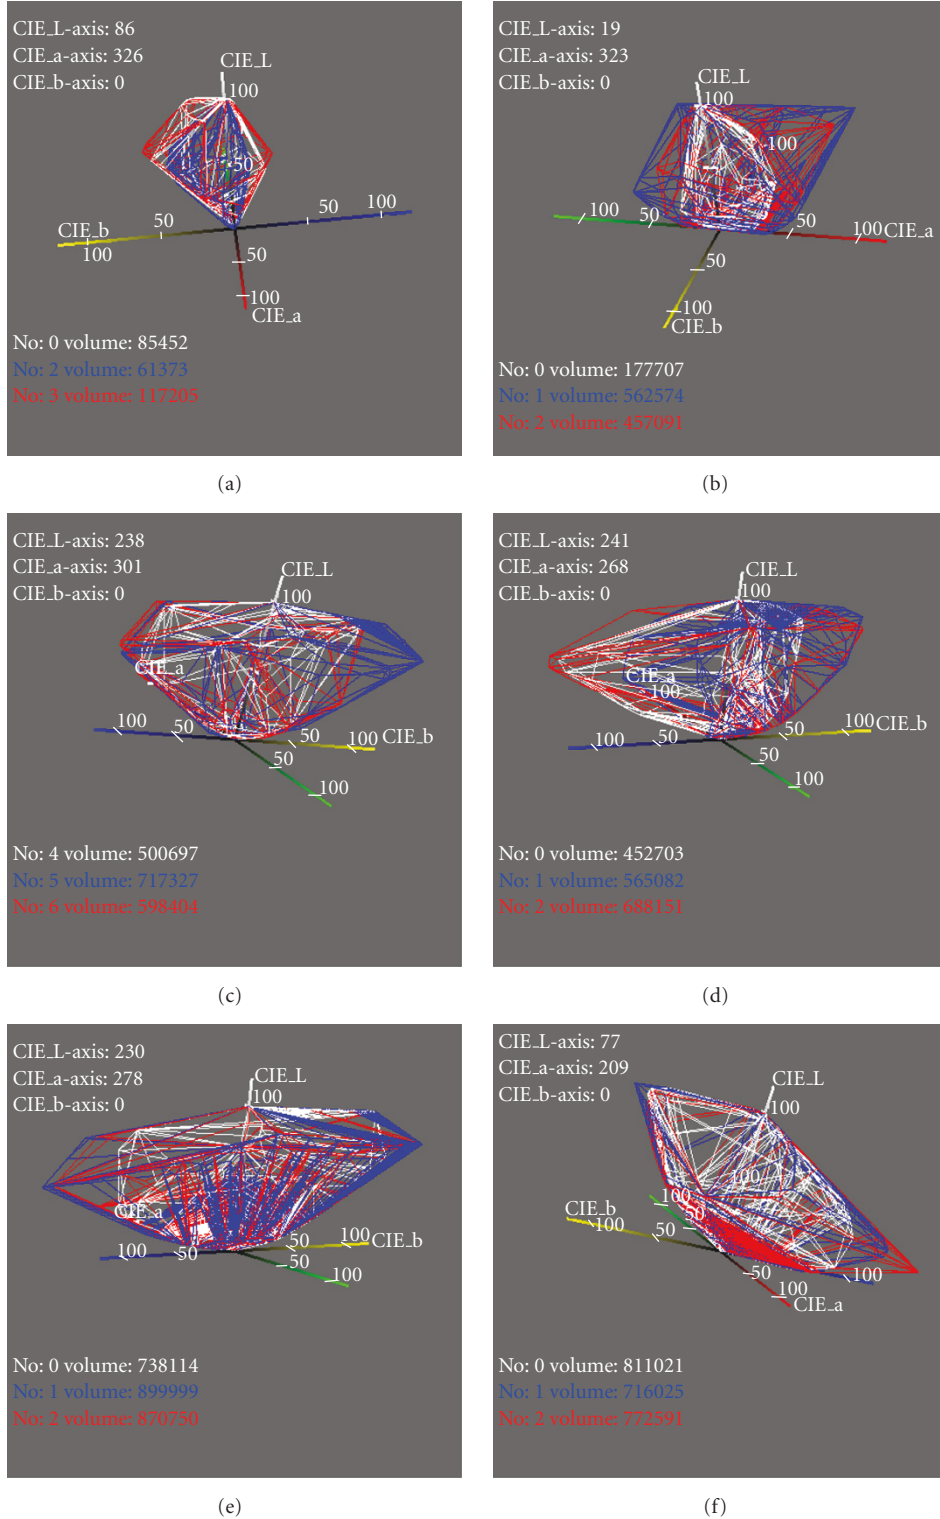 CIE_L-axis: 86
CIE_a-axis: 326
CIE_b-axis: 0
CIE_L
100
50
50
100
CIE_b
50
100
50
100
CIE_a
No: 0 volume: 85452
No: 2 volume: 61373
No: 3 volume: 117205
(a)
CIE_L-axis: 19
CIE_a-axis: 323
CIE_b-axis: 0
CIE_L
100
100
100
50
50
100
CIE_a
50
100
CIE_b
No: 0 volume: 177707
No: 1 volume: 562574
No: 2 volume: 457091
(b)
CIE_L-axis: 238
CIE_a-axis: 301
CIE_b-axis: 0
CIE_L
100
CIE_a
100
50
50
100
CIE_b
50
100
No: 4 volume: 500697
No: 5 volume: 717327
No: 6 volume: 598404
(c)
CIE_L-axis: 241
CIE_a-axis: 268
CIE_b-axis: 0
CIE_L
100
CIE_a
100
100
50
50
100
CIE_b
50
100
No: 0 volume: 452703
No: 1 volume: 565082
No: 2 volume: 688151
(d)
CIE_L-axis: 230
CIE_a-axis: 278
CIE_b-axis: 0
CIE_L
100
CIE_a
100
50
50
100
CIE_b
50
100
No: 0 volume: 738114
No: 1 volume: 899999
No: 2 volume: 870750
(e)
CIE_L-axis: 77
CIE_a-axis: 209
CIE_b-axis: 0
CIE_L
100
100
100
CIE_b
100
50
50
50
100
100
CIE_a
No: 0 volume: 811021
No: 1 volume: 716025
No: 2 volume: 772591
(f)